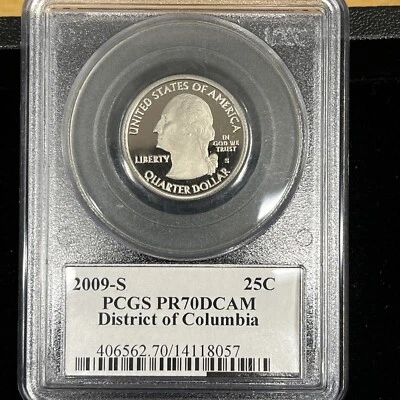 UNITED STATES OF AMERICA
LIBERTY
IN
GOD WE
TRUST
S
QUARTER DOLLAR
2009-S 25C
PCGS PR70DCAM
District of Columbia
406562.70/14118057